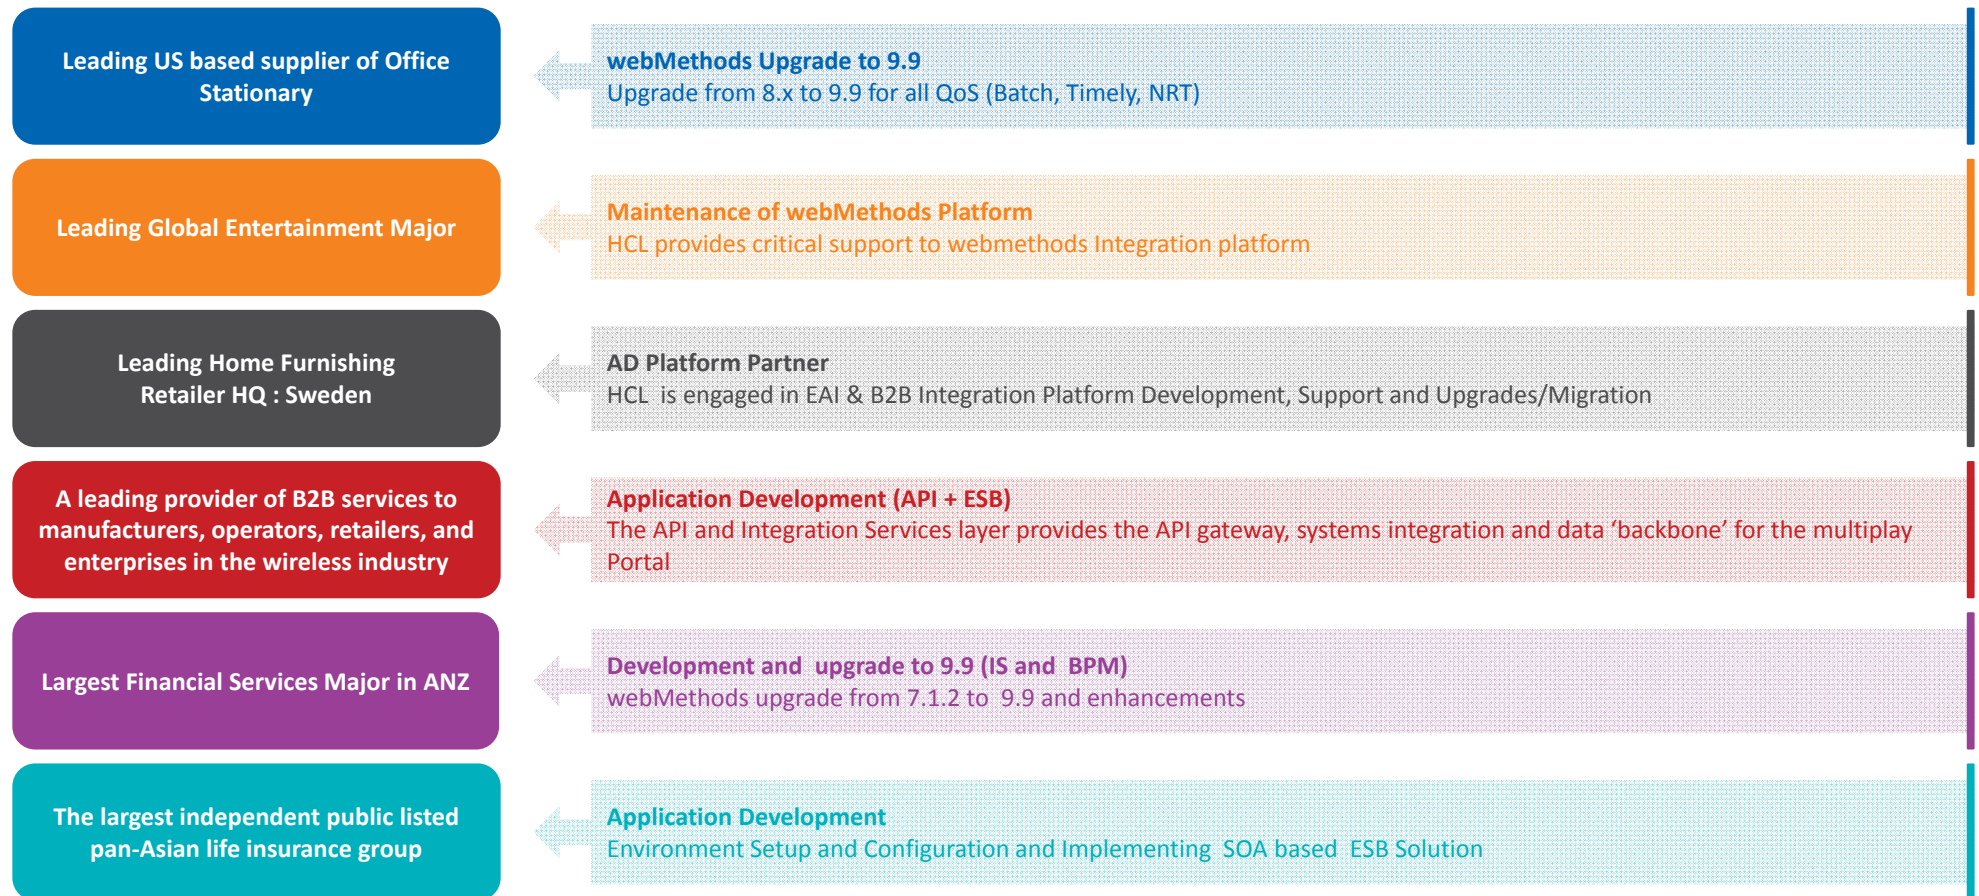 Leading US based supplier of Office
Stationary
webMethods Upgrade to 9.9
Upgrade from 8.x to 9.9 for all QoS (Batch, Timely, NRT)
Leading Global Entertainment Major
Maintenance of webMethods Platform
HCL provides critical support to webmethods Integration platform
Leading Home Furnishing
Retailer HQ : Sweden
AD Platform Partner
HCL is engaged in EAI & B2B Integration Platform Development, Support and Upgrades/Migration
A leading provider of B2B services to
manufacturers, operators, retailers, and
enterprises in the wireless industry
Application Development (API + ESB)
The API and Integration Services layer provides the API gateway, systems integration and data ‘backbone’ for the multiplay
Portal
Largest Financial Services Major in ANZ
Development and upgrade to 9.9 (IS and BPM)
webMethods upgrade from 7.1.2 to 9.9 and enhancements
The largest independent public listed
pan-Asian life insurance group
Application Development
Environment Setup and Configuration and Implementing SOA based ESB Solution